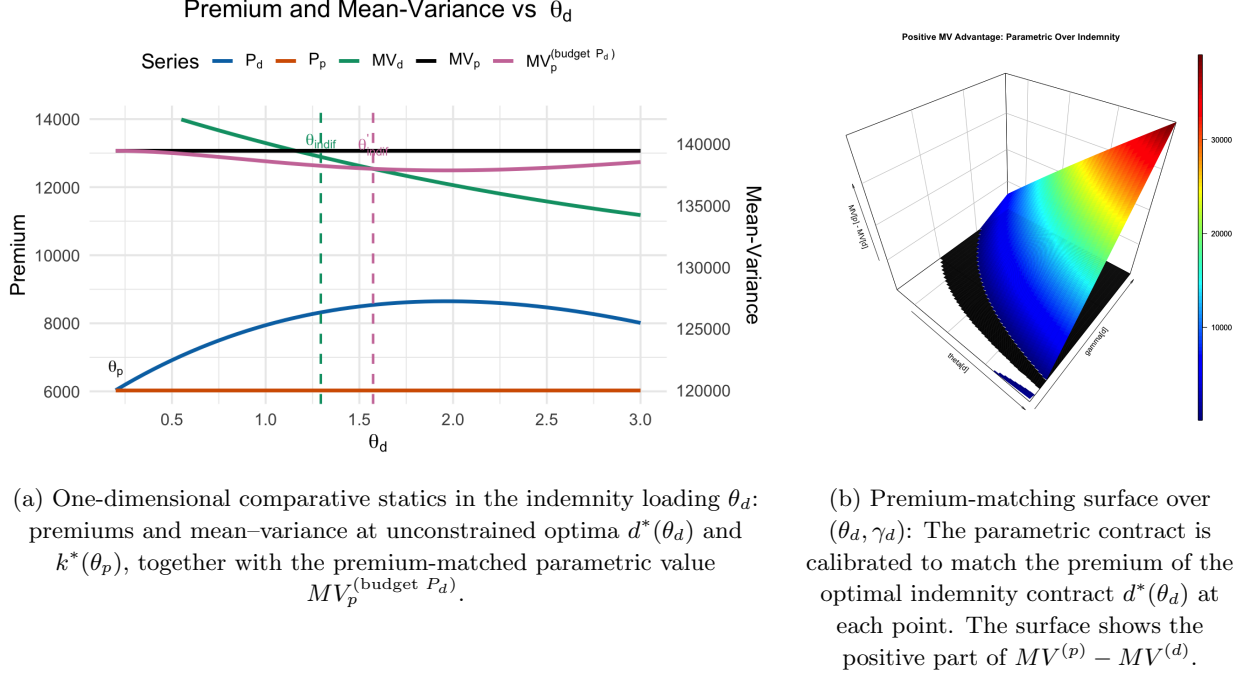 Premium and Mean-Variance vs θd
Series Pd Pp MVd MVp MVp(budget Pd)
14000
12000
10000
8000
6000
Premium
140000
135000
130000
125000
120000
Mean-Variance
θindif
θ'indif
θp
0.5 1.0 1.5 2.0 2.5 3.0
θd
Positive MV Advantage: Parametric Over Indemnity
MV[p] - MV[d]
theta[d]
gamma[d]
30000
20000
10000
(a) One-dimensional comparative statics in the indemnity loading θd:
premiums and mean–variance at unconstrained optima d*(θd) and
k*(θp), together with the premium-matched parametric value
MVp(budget Pd).
(b) Premium-matching surface over
(θd, γd): The parametric contract is
calibrated to match the premium of the
optimal indemnity contract d*(θd) at
each point. The surface shows the
positive part of MV(p) − MV(d).